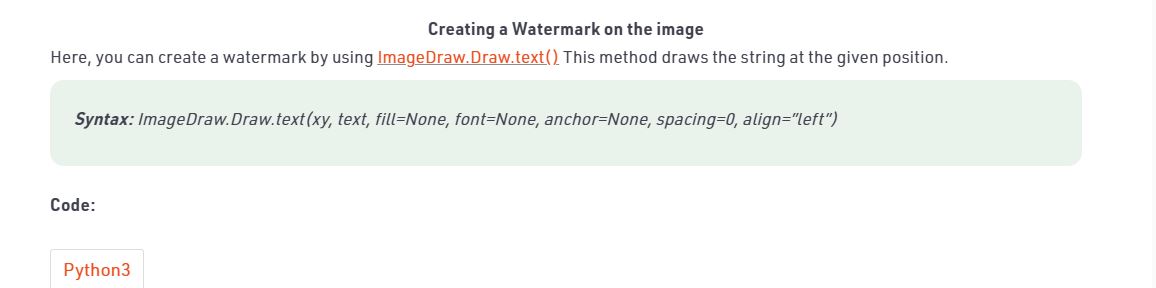 Creating a Watermark on the image
Here, you can create a watermark by using ImageDraw.Draw.text() This method draws the string at the given position.
Syntax: ImageDraw.Draw.text(xy, text, fill=None, font=None, anchor=None, spacing=0, align=”left”)
Code:
Python3